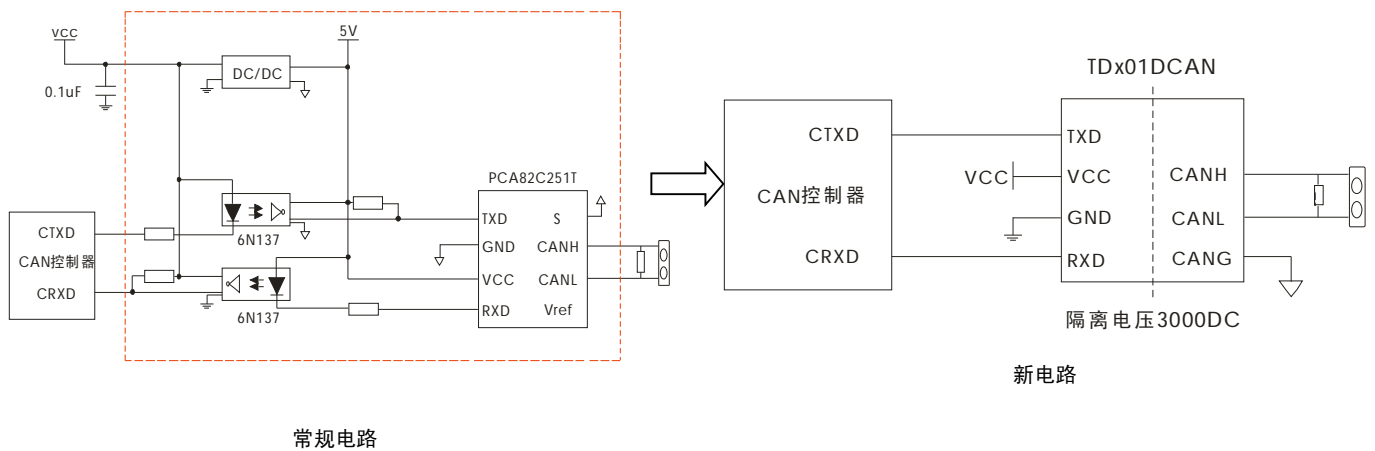 VCC
5V
0.1uF
DC/DC
PCA82C251T
TXD
S
GND
CANH
VCC
CANL
RXD
Vref
6N137
6N137
CTXD
CAN控制器
CRXD
常规电路
CTXD
CAN控制器
CRXD
TDx01DCAN
TXD
VCC
VCC
CANH
GND
CANL
RXD
CANG
隔离电压3000DC
新电路